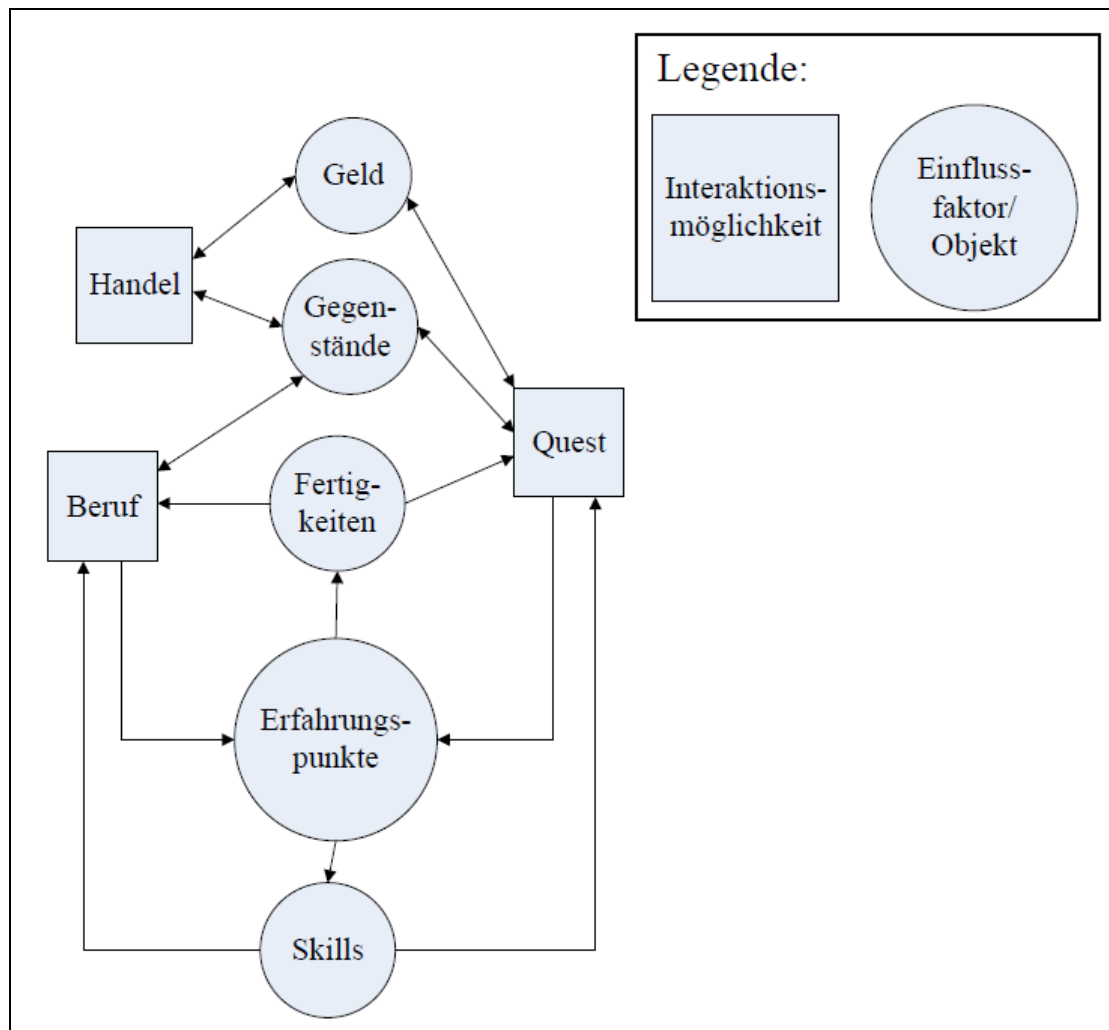 Legende:
Interaktions-
möglichkeit
Einfluss-
faktor/
Objekt
Geld
Handel
Gegen-
stände
Quest
Beruf
Fertig-
keiten
Erfahrungs-
punkte
Skills